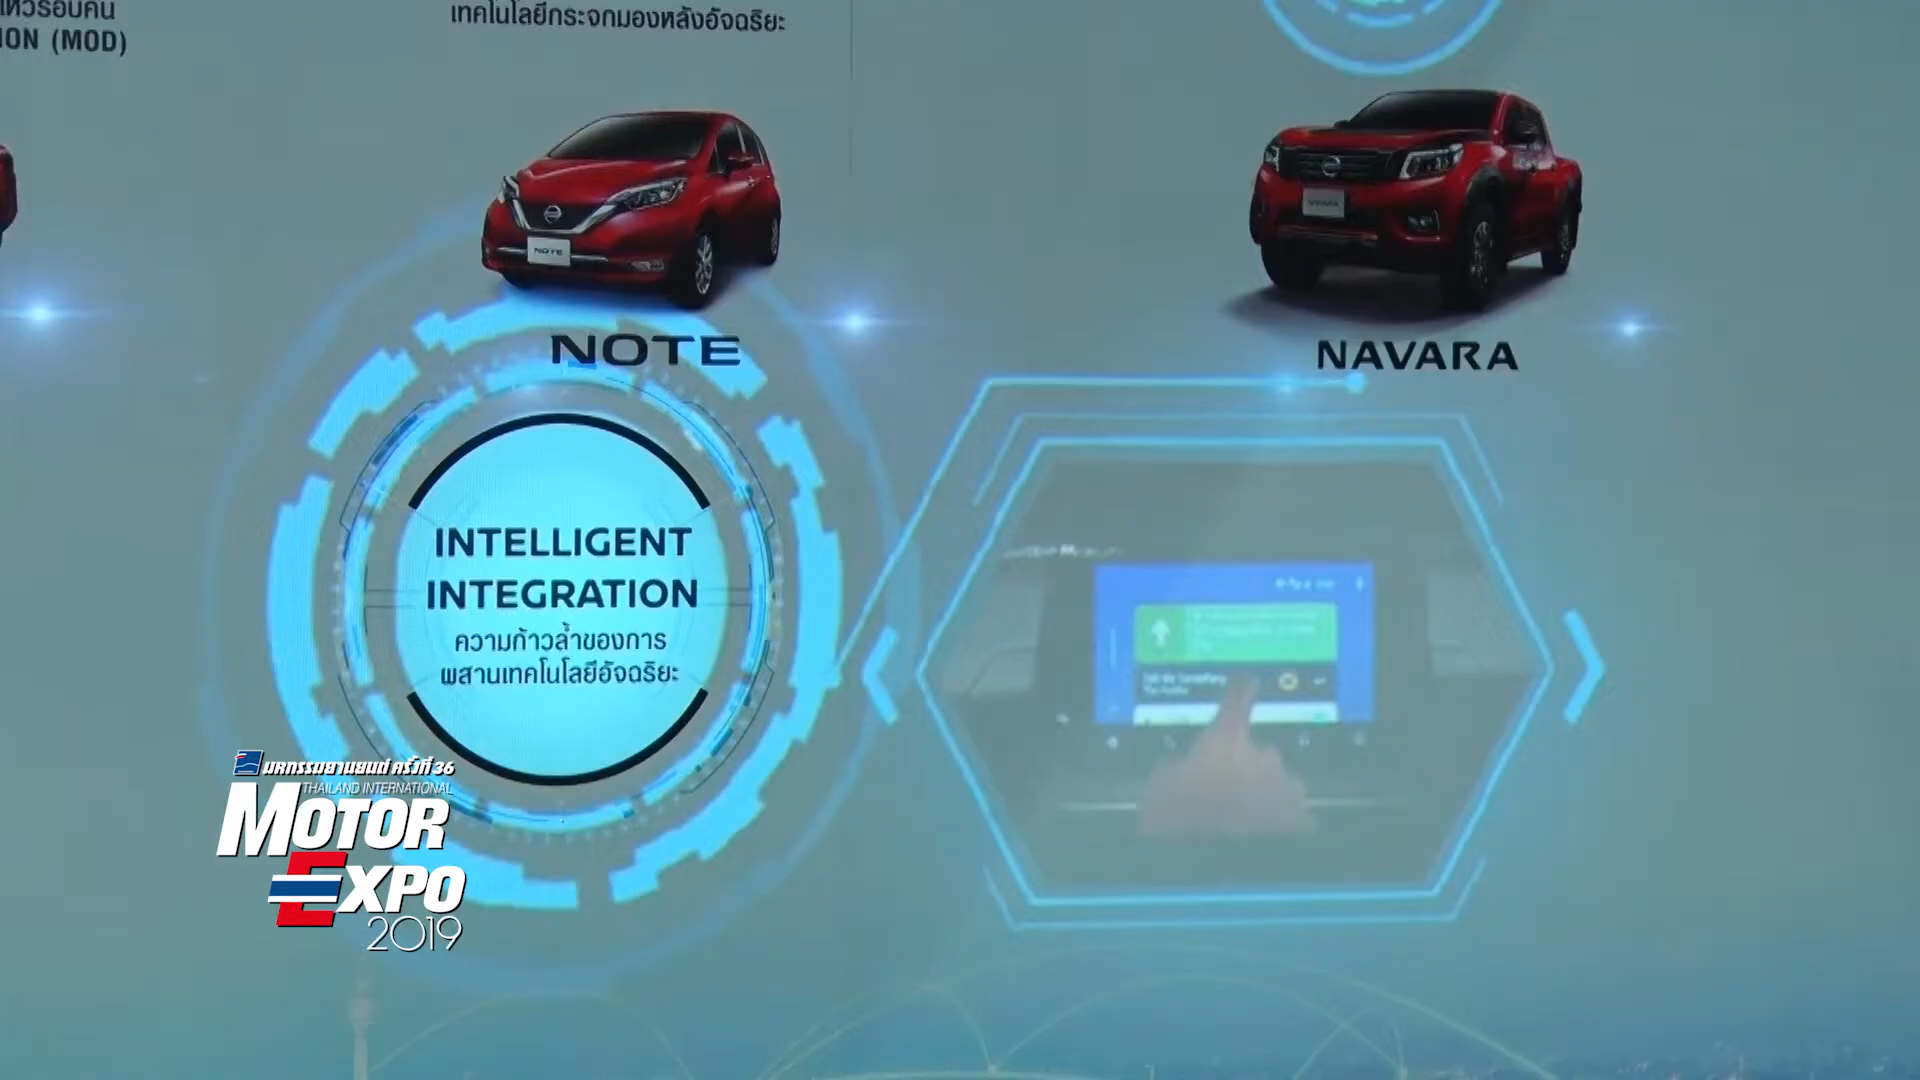 เทคโนโลยีกระจกมองหลังอัจฉริยะ
ION (MOD)
NOTE
NAVARA
NOTE
NAVARA
INTELLIGENT
INTEGRATION
ความก้าวล้ำของการ
ผสานเทคโนโลยีอัจฉริยะ
มหกรรมยานยนต์ ครั้งที่ 36
THAILAND INTERNATIONAL
MOTOR
EXPO
2019